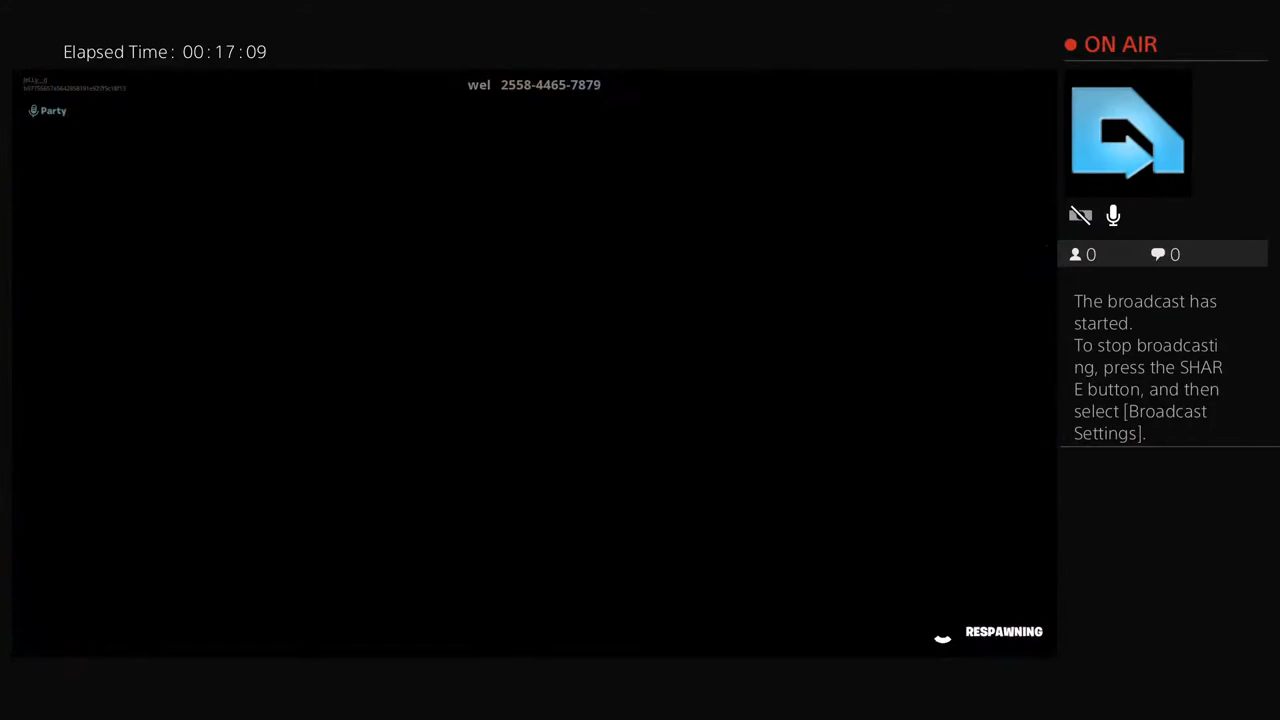 Elapsed Time: 00:17:09
ON AIR
wel 2558-4465-7879
Party
0 0
The broadcast has
started.
To stop broadcasti
ng, press the SHAR
E button, and then
select [Broadcast
Settings].
RESPAWNING